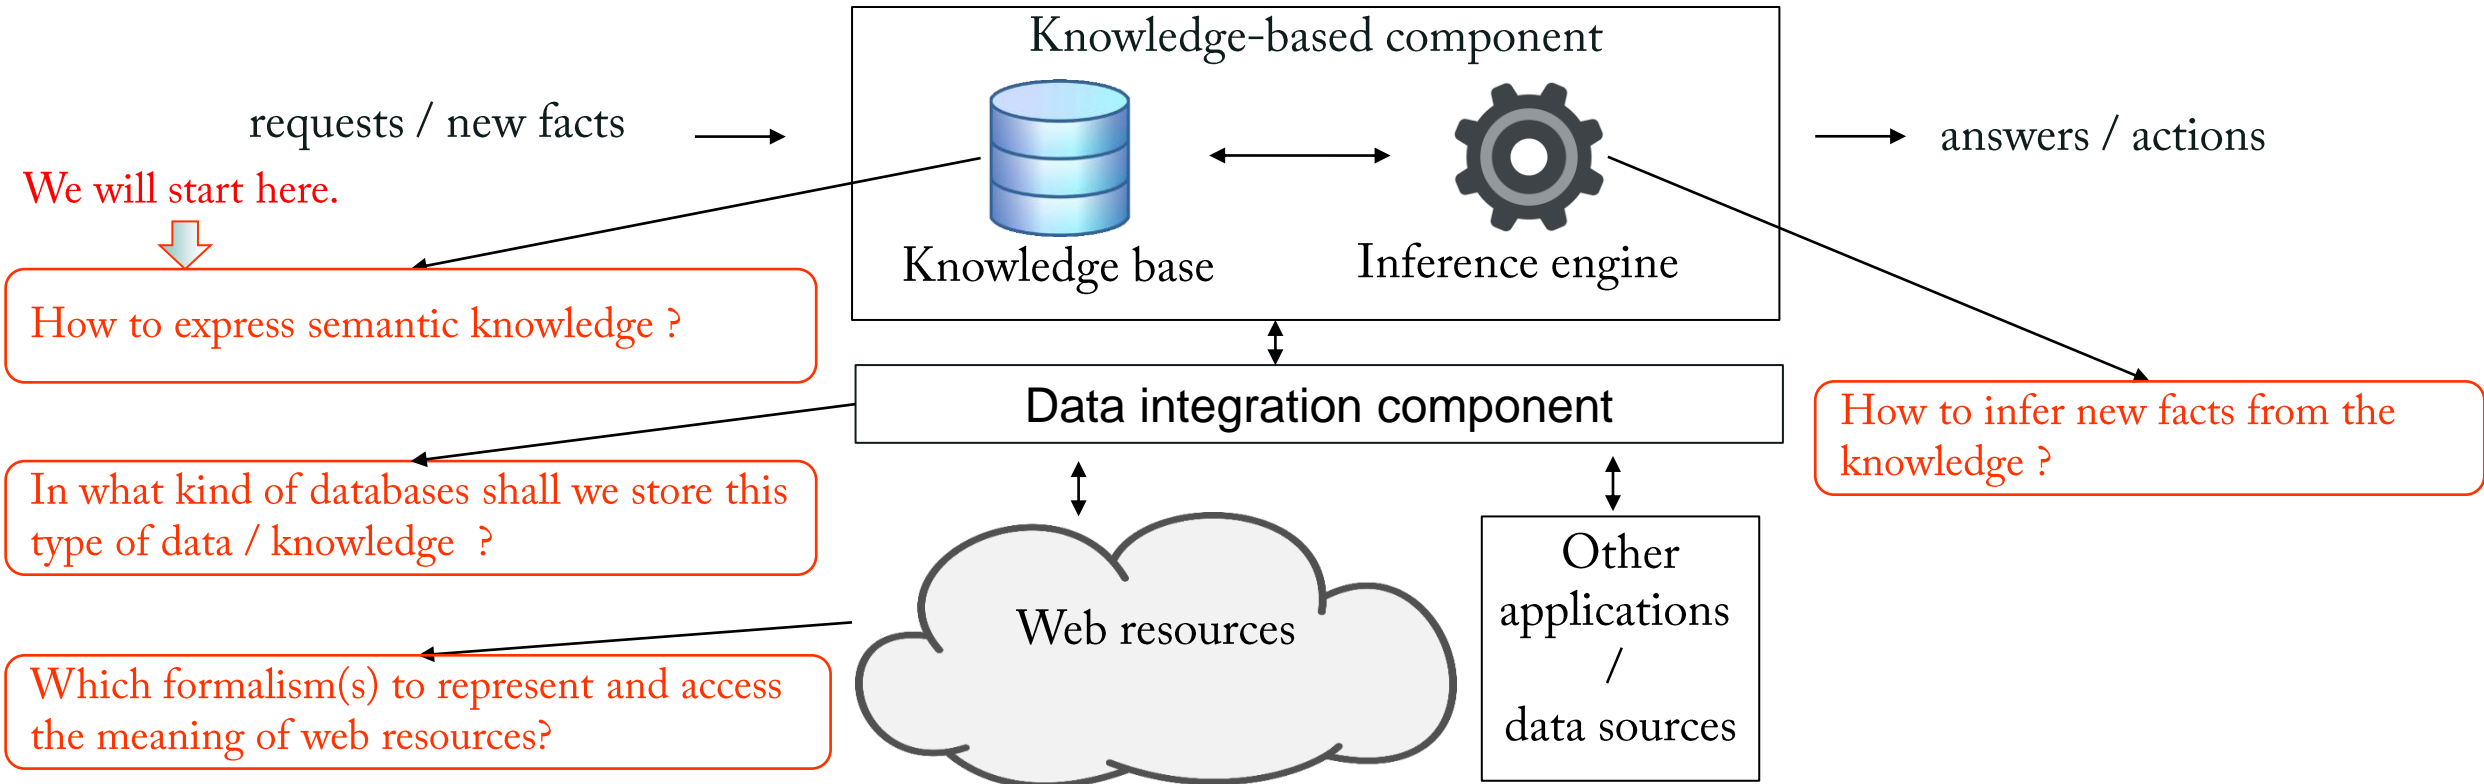 Knowledge-based component
requests / new facts
answers / actions
We will start here.
Knowledge base
Inference engine
How to express semantic knowledge ?
Data integration component
How to infer new facts from the
knowledge ?
In what kind of databases shall we store this
type of data / knowledge  ?
Web resources
Other
applications
/
data sources
Which formalism(s) to represent and access
the meaning of web resources?